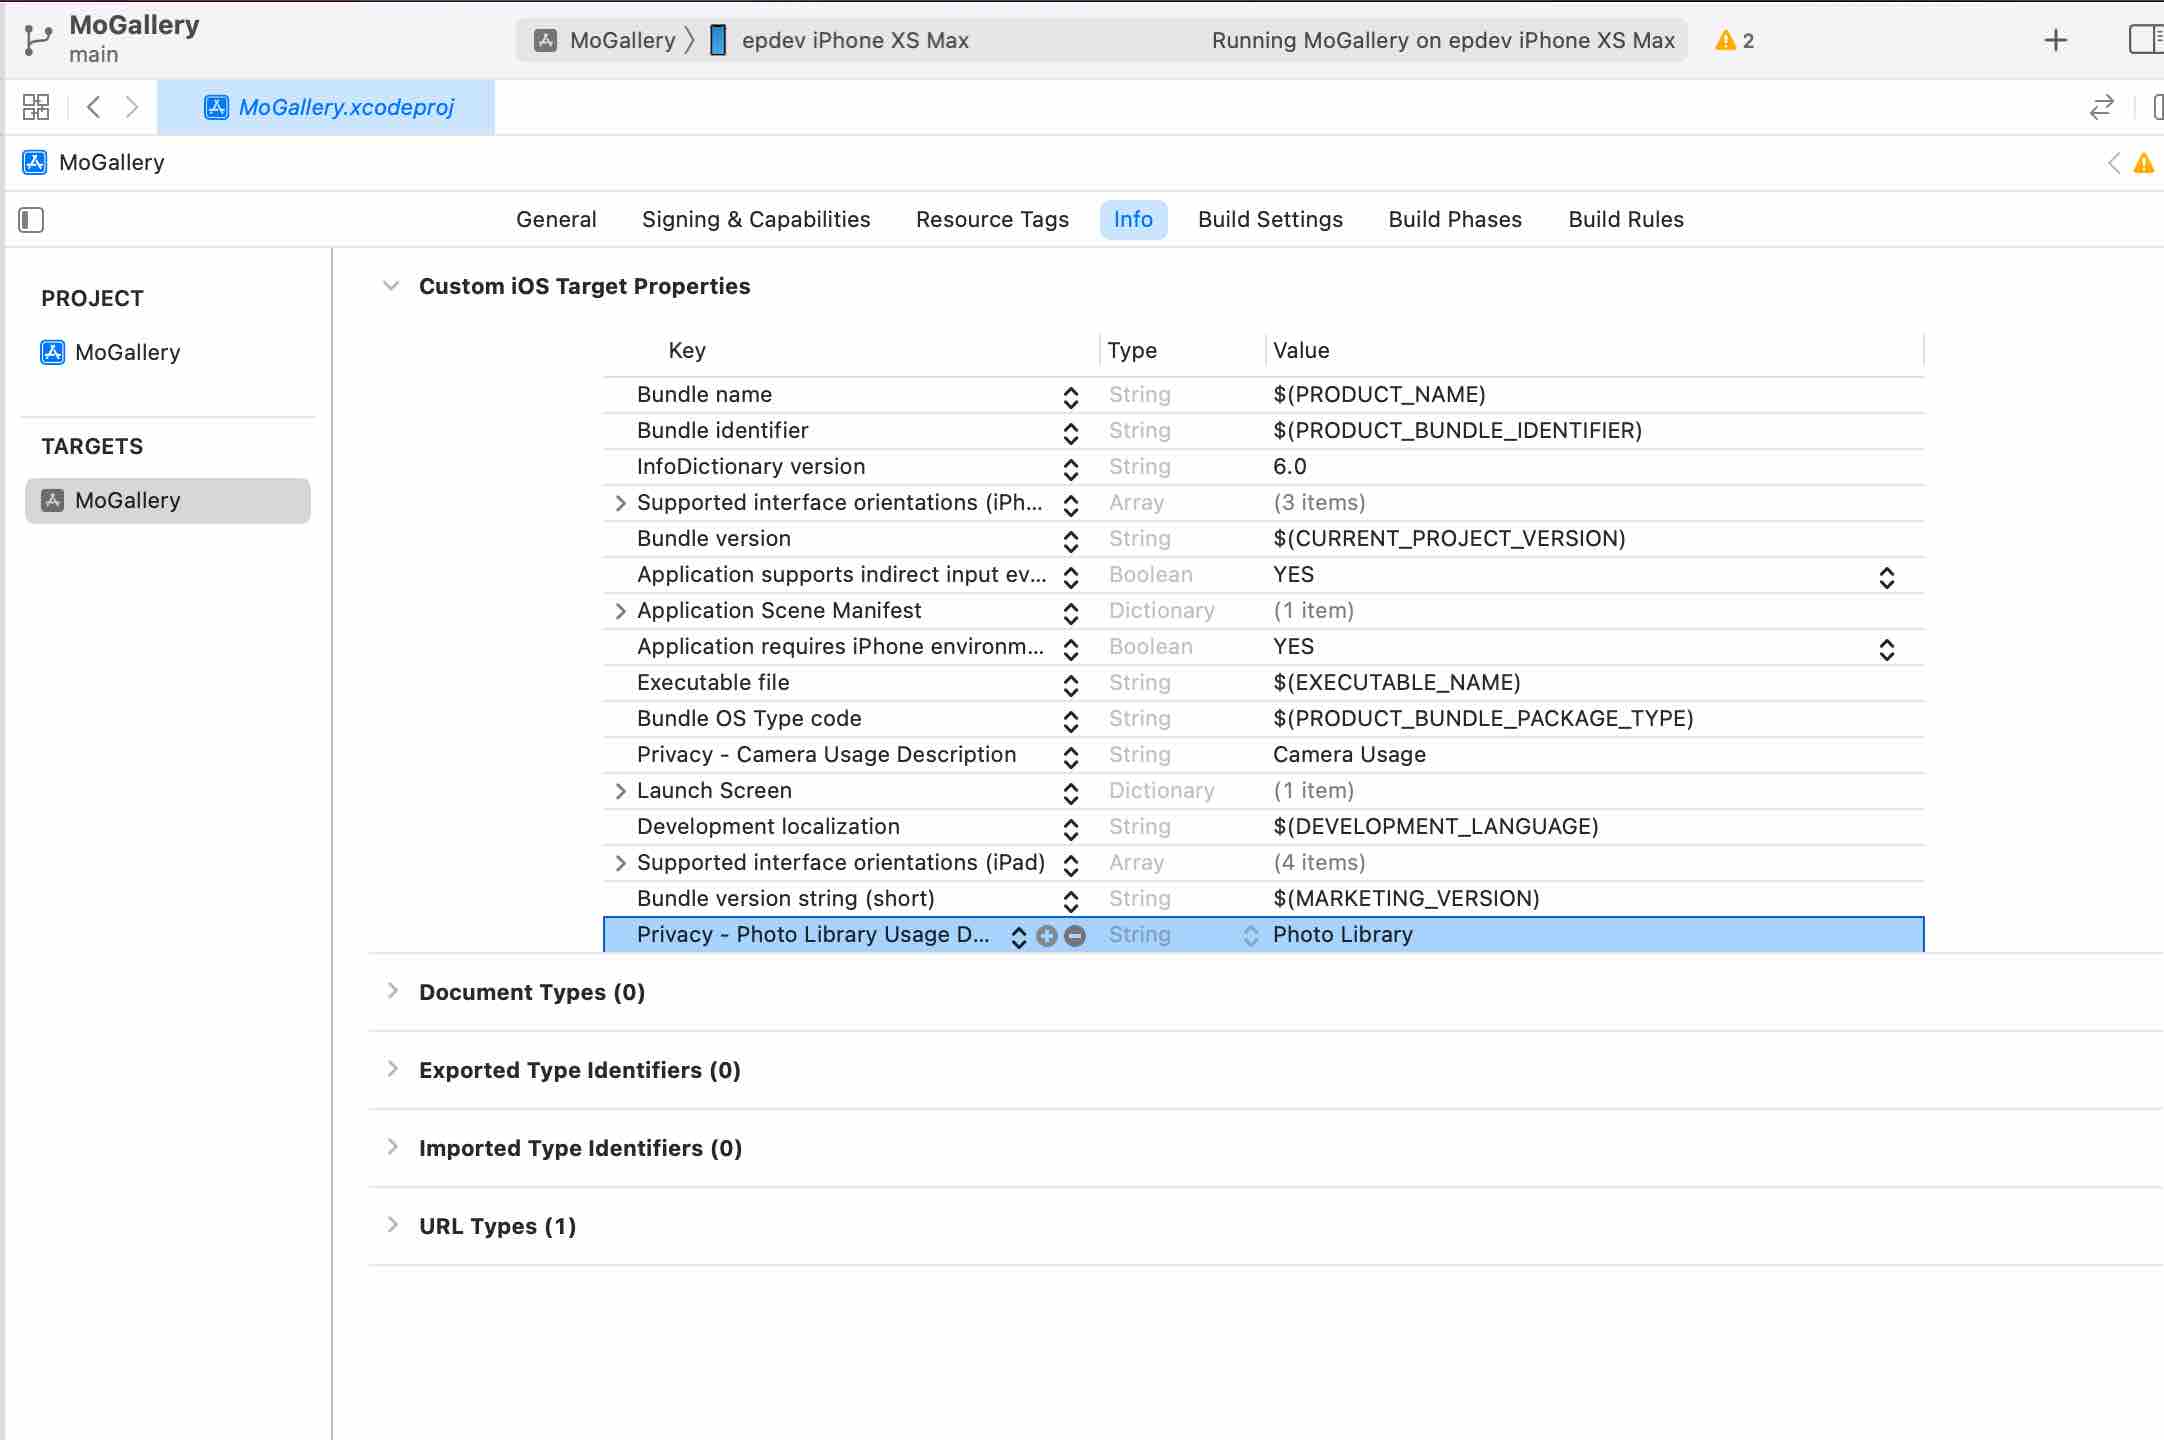 MoGallery
main
MoGallery
epdev iPhone XS Max
Running MoGallery on epdev iPhone XS Max
2
MoGallery.xcodeproj
MoGallery
General Signing & Capabilities Resource Tags Info Build Settings Build Phases Build Rules
PROJECT
MoGallery
TARGETS
MoGallery
Custom iOS Target Properties
Key Type Value
Bundle name String $(PRODUCT_NAME)
Bundle identifier String $(PRODUCT_BUNDLE_IDENTIFIER)
InfoDictionary version String 6.0
Supported interface orientations (iPh... Array (3 items)
Bundle version String $(CURRENT_PROJECT_VERSION)
Application supports indirect input ev... Boolean YES
Application Scene Manifest Dictionary (1 item)
Application requires iPhone environm... Boolean YES
Executable file String $(EXECUTABLE_NAME)
Bundle OS Type code String $(PRODUCT_BUNDLE_PACKAGE_TYPE)
Privacy - Camera Usage Description String Camera Usage
Launch Screen Dictionary (1 item)
Development localization String $(DEVELOPMENT_LANGUAGE)
Supported interface orientations (iPad) Array (4 items)
Bundle version string (short) String $(MARKETING_VERSION)
Privacy - Photo Library Usage D... String Photo Library
Document Types (0)
Exported Type Identifiers (0)
Imported Type Identifiers (0)
URL Types (1)